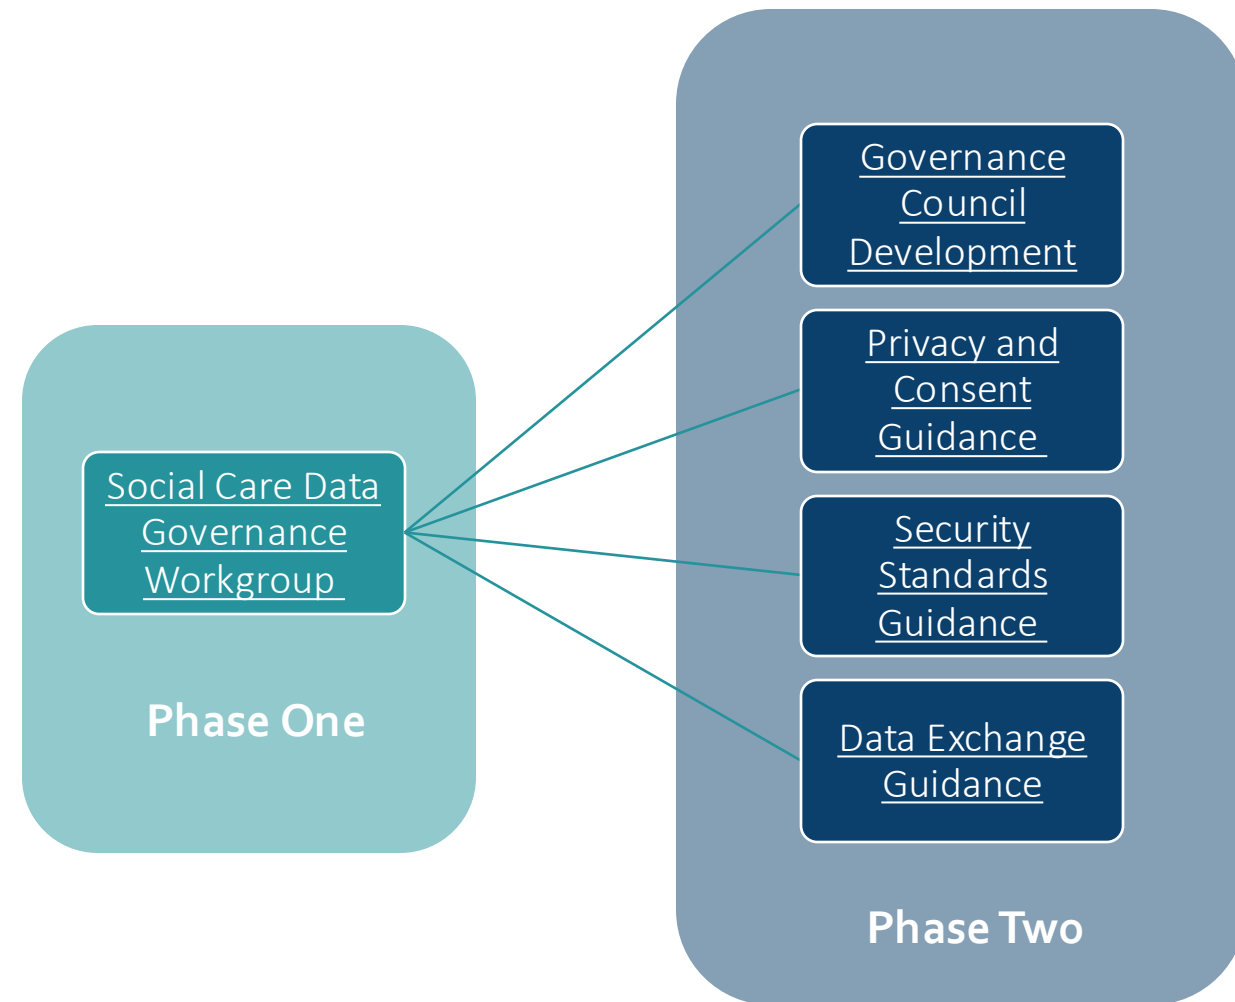 Social Care Data
Governance
Workgroup
Phase One
Governance
Council
Development
Privacy and
Consent
Guidance
Security
Standards
Guidance
Data Exchange
Guidance
Phase Two